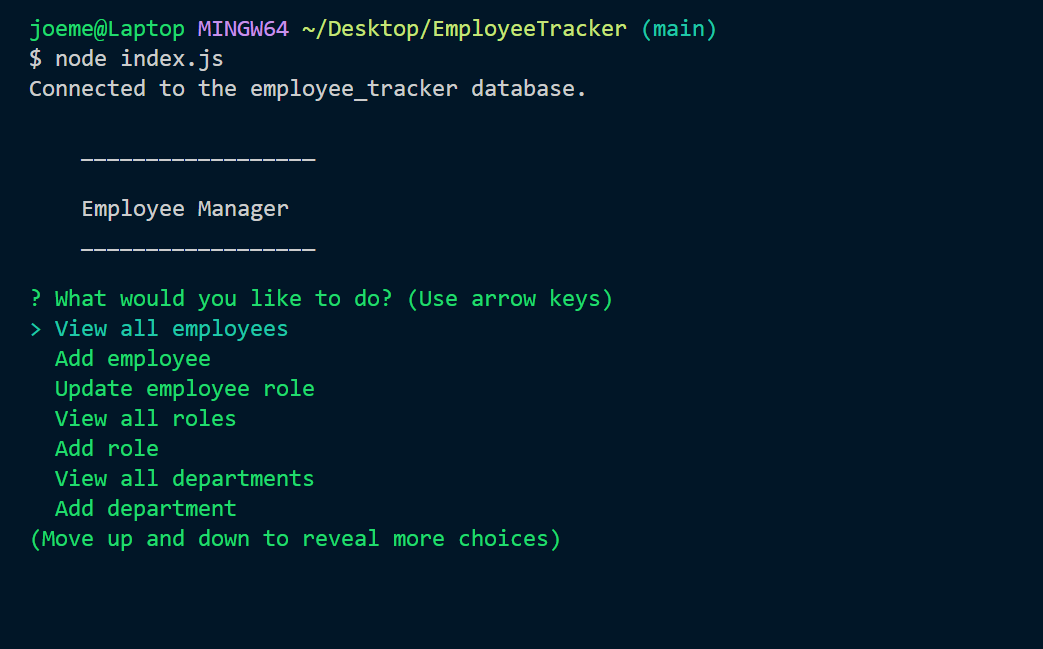 joeme@Laptop MINGW64 ~/Desktop/EmployeeTracker (main)
$ node index.js
Connected to the employee_tracker database.
__________________
Employee Manager
__________________
? What would you like to do? (Use arrow keys)
> View all employees
Add employee
Update employee role
View all roles
Add role
View all departments
Add department
(Move up and down to reveal more choices)